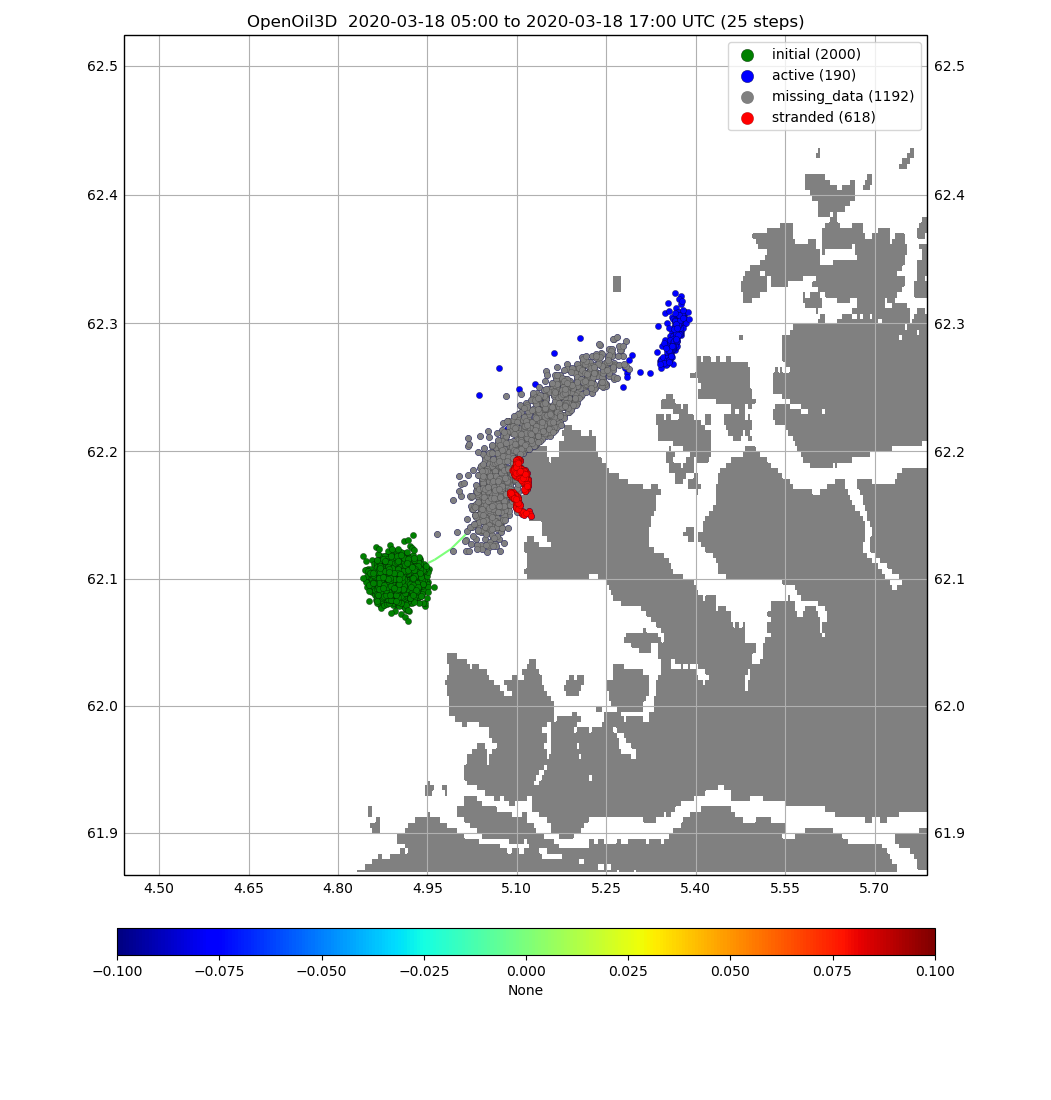 OpenOil3D  2020-03-18 05:00 to 2020-03-18 17:00 UTC (25 steps)
initial (2000)
active (190)
missing_data (1192)
stranded (618)
62.5 62.5
62.4 62.4
62.3 62.3
62.2 62.2
62.1 62.1
62.0 62.0
61.9 61.9
4.50 4.65 4.80 4.95 5.10 5.25 5.40 5.55 5.70
−0.100 −0.075 −0.050 −0.025 0.000 0.025 0.050 0.075 0.100
None